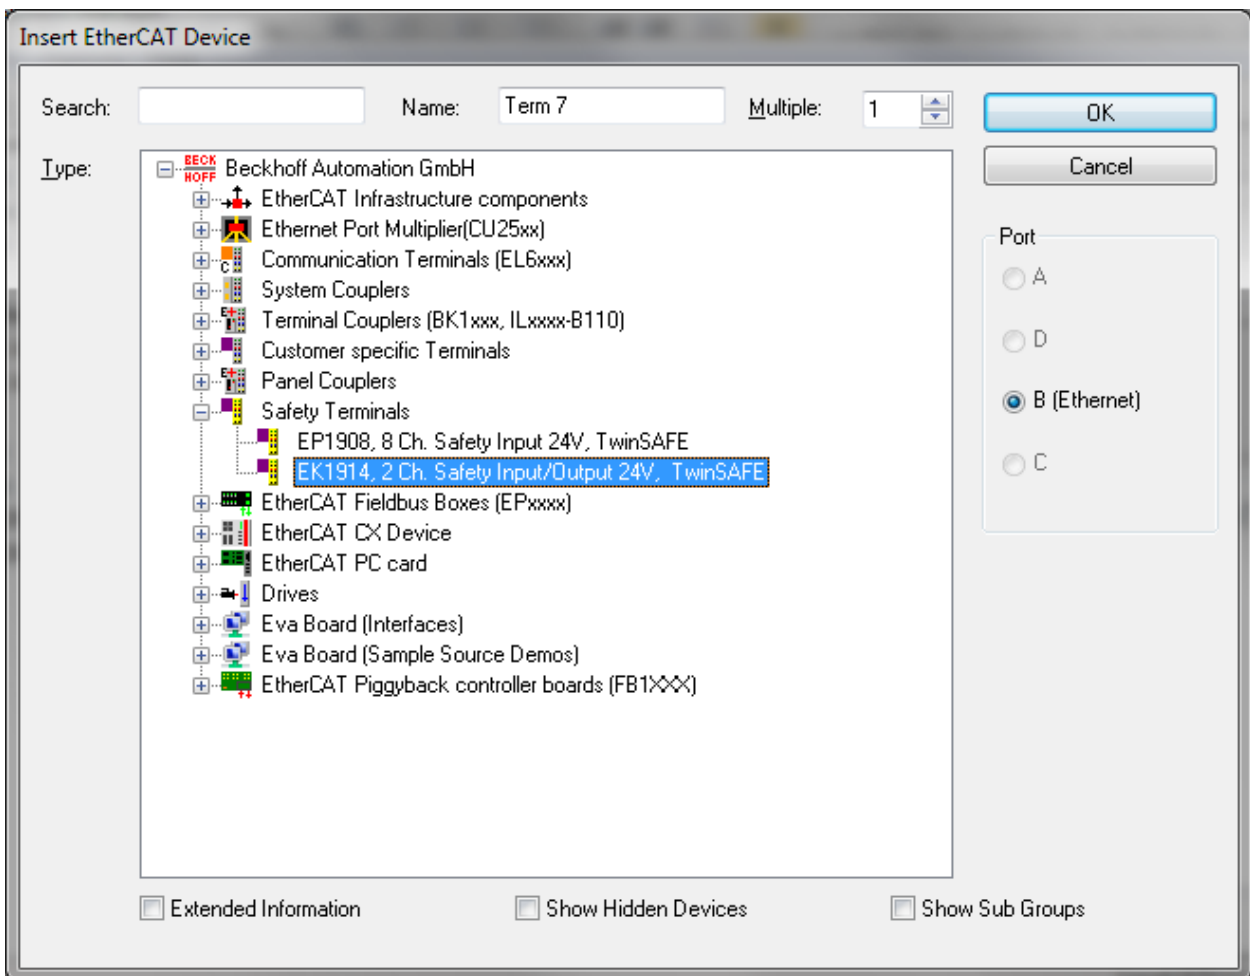 Insert EtherCAT Device
Search: Name: Term 7 Multiple: 1 OK
Type: BECK HOFF Beckhoff Automation GmbH Cancel
EtherCAT Infrastructure components
Ethernet Port Multiplier(CU25xx) Port
Communication Terminals (EL6xxx) A
System Couplers
Terminal Couplers (BK1xxx, ILxxxx-B110)
Customer specific Terminals D
Panel Couplers
Safety Terminals B (Ethernet)
EP1908, 8 Ch. Safety Input 24V, TwinSAFE
EK1914, 2 Ch. Safety Input/Output 24V, TwinSAFE C
EtherCAT Fieldbus Boxes (EPxxxx)
EtherCAT CX Device
EtherCAT PC card
Drives
Eva Board (Interfaces)
Eva Board (Sample Source Demos)
EtherCAT Piggyback controller boards (FB1XXX)
Extended Information Show Hidden Devices Show Sub Groups